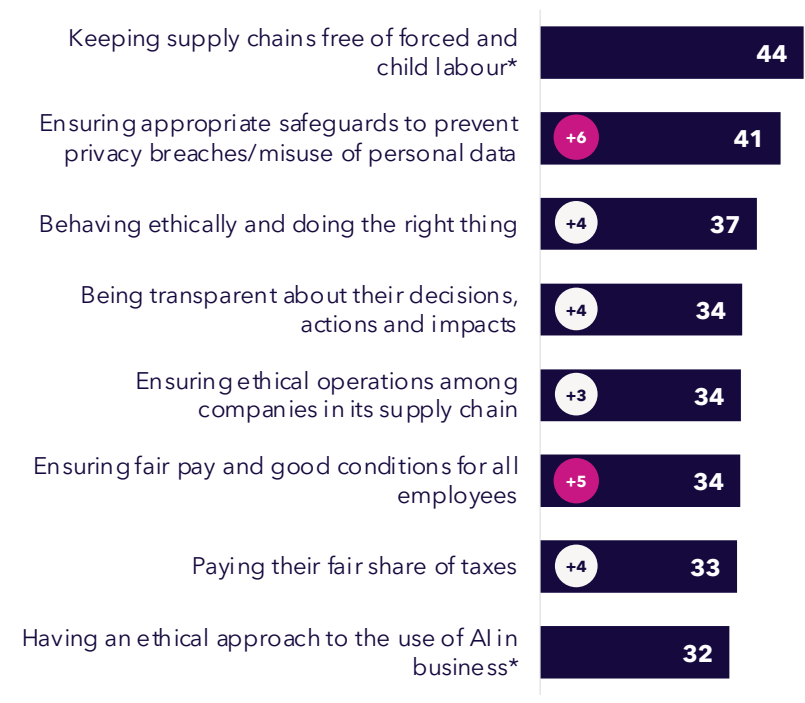 Keeping supply chains free of forced and
child labour*
44
Ensuring appropriate safeguards to prevent
privacy breaches/misuse of personal data
+6
41
Behaving ethically and doing the right thing
+4
37
Being transparent about their decisions,
actions and impacts
+4
34
Ensuring ethical operations among
companies in its supply chain
+3
34
Ensuring fair pay and good conditions for all
employees
+5
34
Paying their fair share of taxes
+4
33
Having an ethical approach to the use of AI in
business*
32